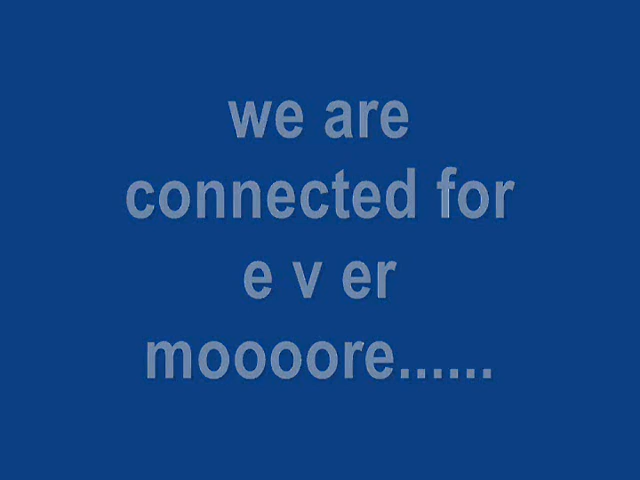 we are
connected for
e v er
moooore......